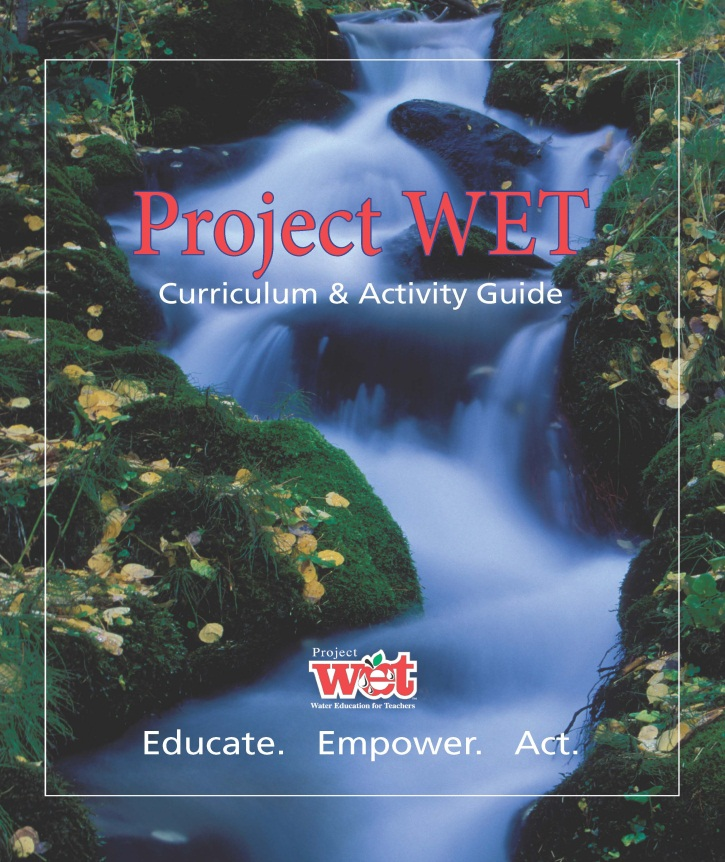 Project WET
Curriculum & Activity Guide
Project
wet
Water Education for Teachers
Educate. Empower. Act.